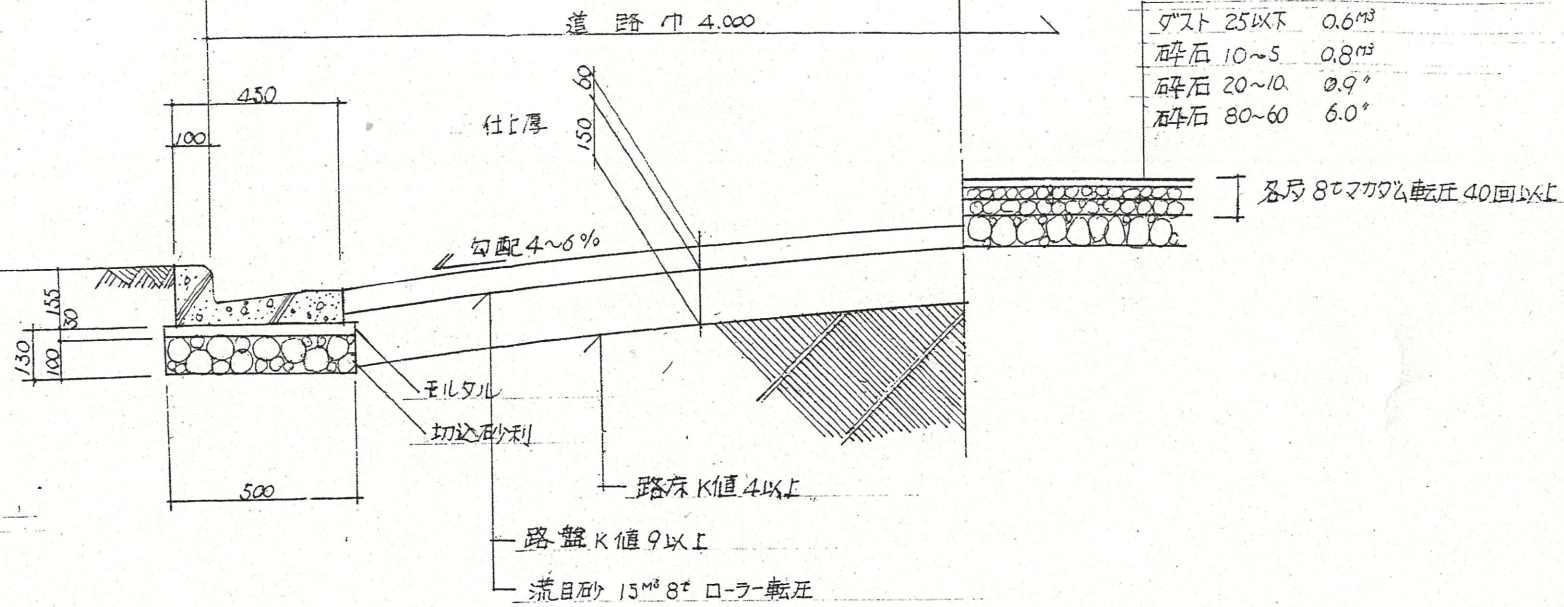 道路巾 4.000
ダスト 25以下 0.6M3
砕石 10~5 0.8M3
砕石 20~10 0.9〃
砕石 80~60 6.0〃
450
100
仕上厚
60
150
各层 8tマカダム転圧 40回以上
勾配 4~6%
155
30
130
100
モルタル
切込砂利
500
路床 K値 4以上
路盤 K値 9以上
荒目砂 15M3 8t ローラー転圧